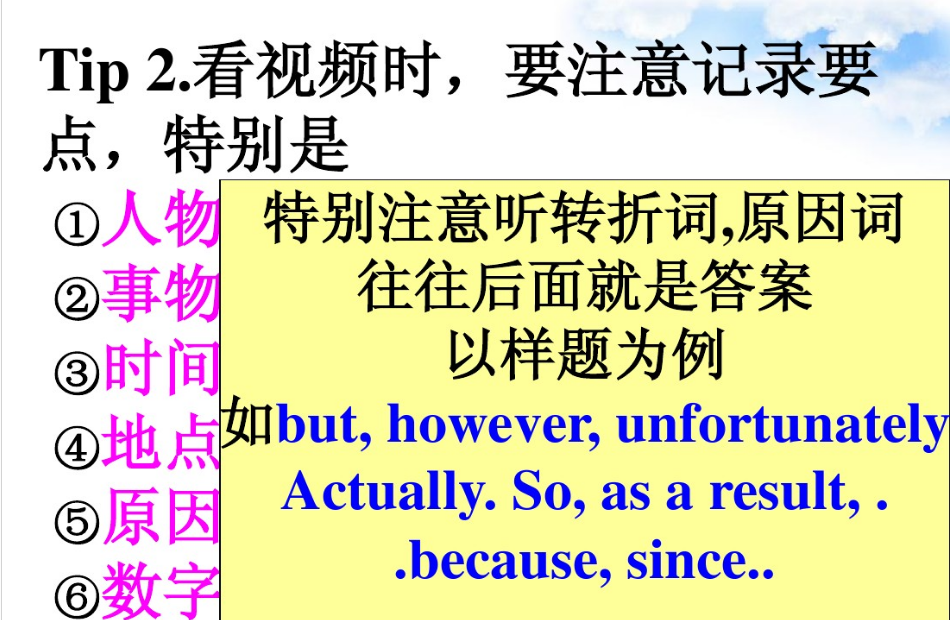 Tip 2.看视频时，要注意记录要
点，特别是
①人物
②事物
③时间
④地点
⑤原因
⑥数字
特别注意听转折词,原因词
往往后面就是答案
以样题为例
如but, however, unfortunately
Actually. So, as a result, .
.because, since..